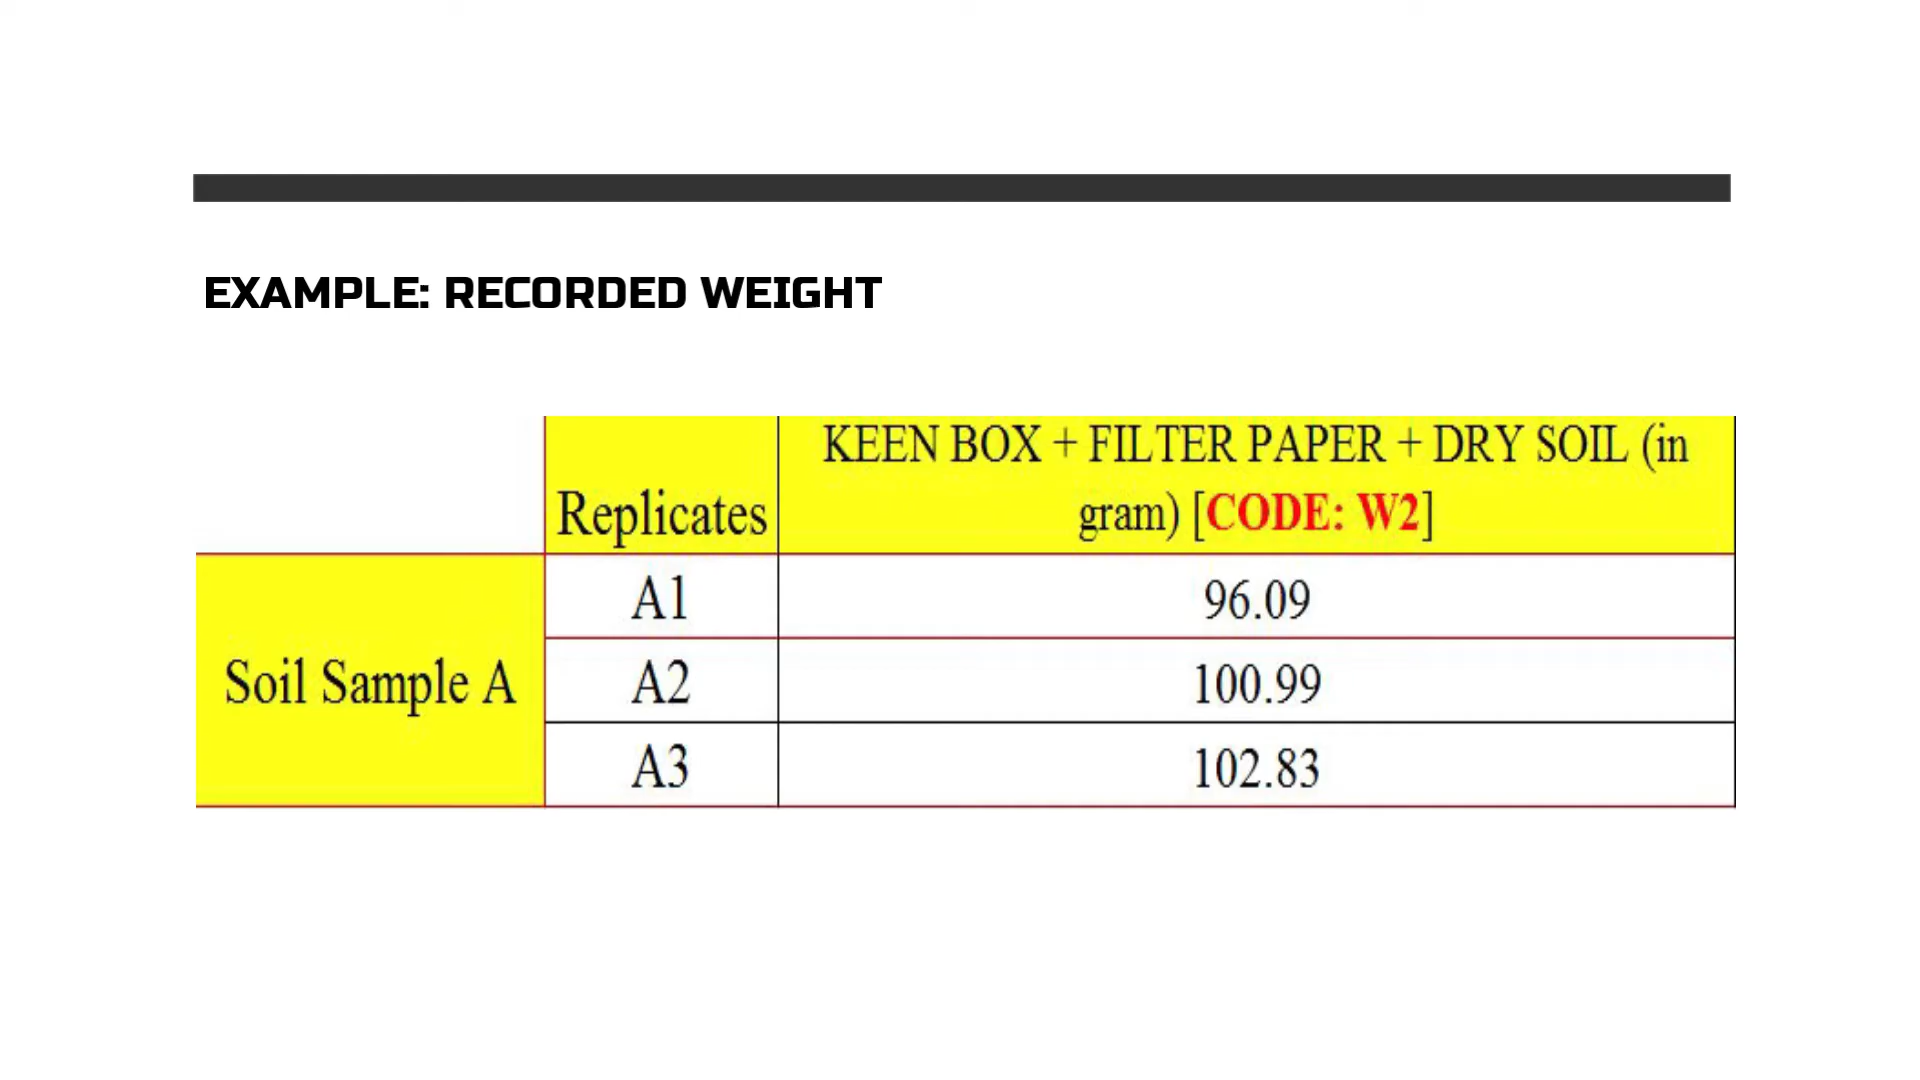 EXAMPLE: RECORDED WEIGHT
Replicates
KEEN BOX + FILTER PAPER + DRY SOIL (in
gram) [CODE: W2]
Soil Sample A
A1
96.09
A2
100.99
A3
102.83